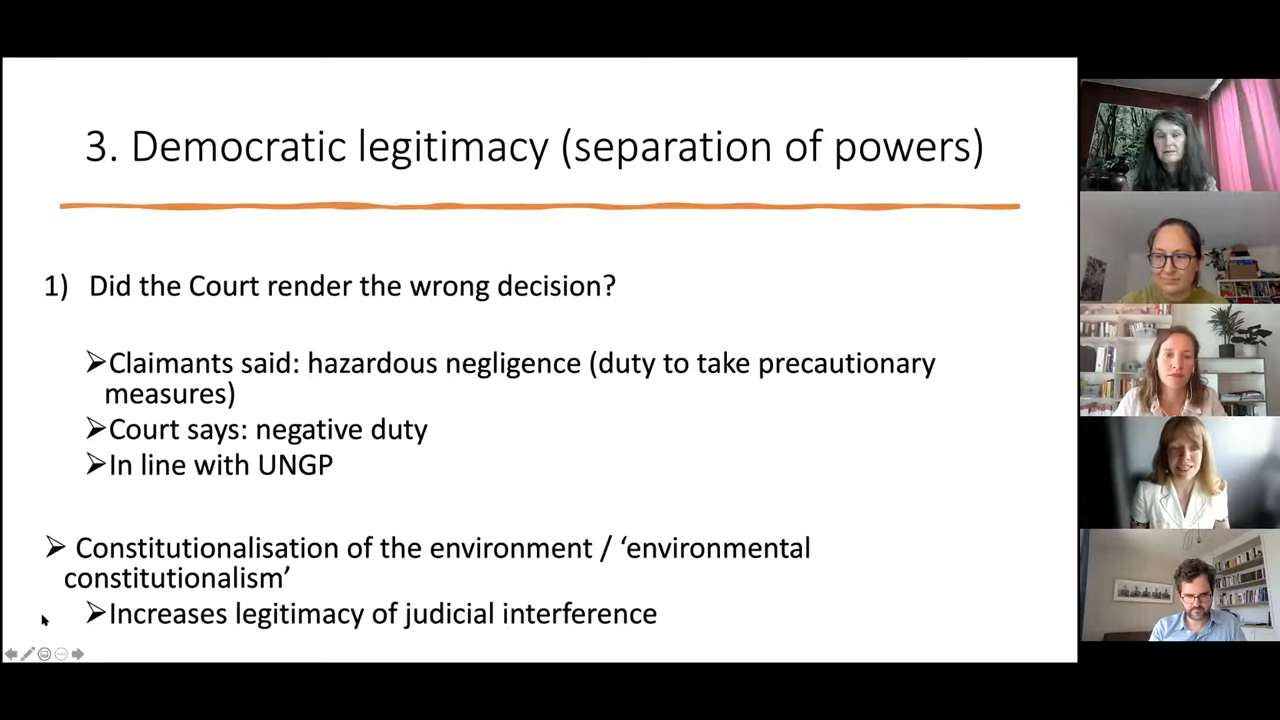 3. Democratic legitimacy (separation of powers)
1) Did the Court render the wrong decision?
➢Claimants said: hazardous negligence (duty to take precautionary
measures)
➢Court says: negative duty
➢In line with UNGP
➢ Constitutionalisation of the environment / ‘environmental
constitutionalism’
➢Increases legitimacy of judicial interference